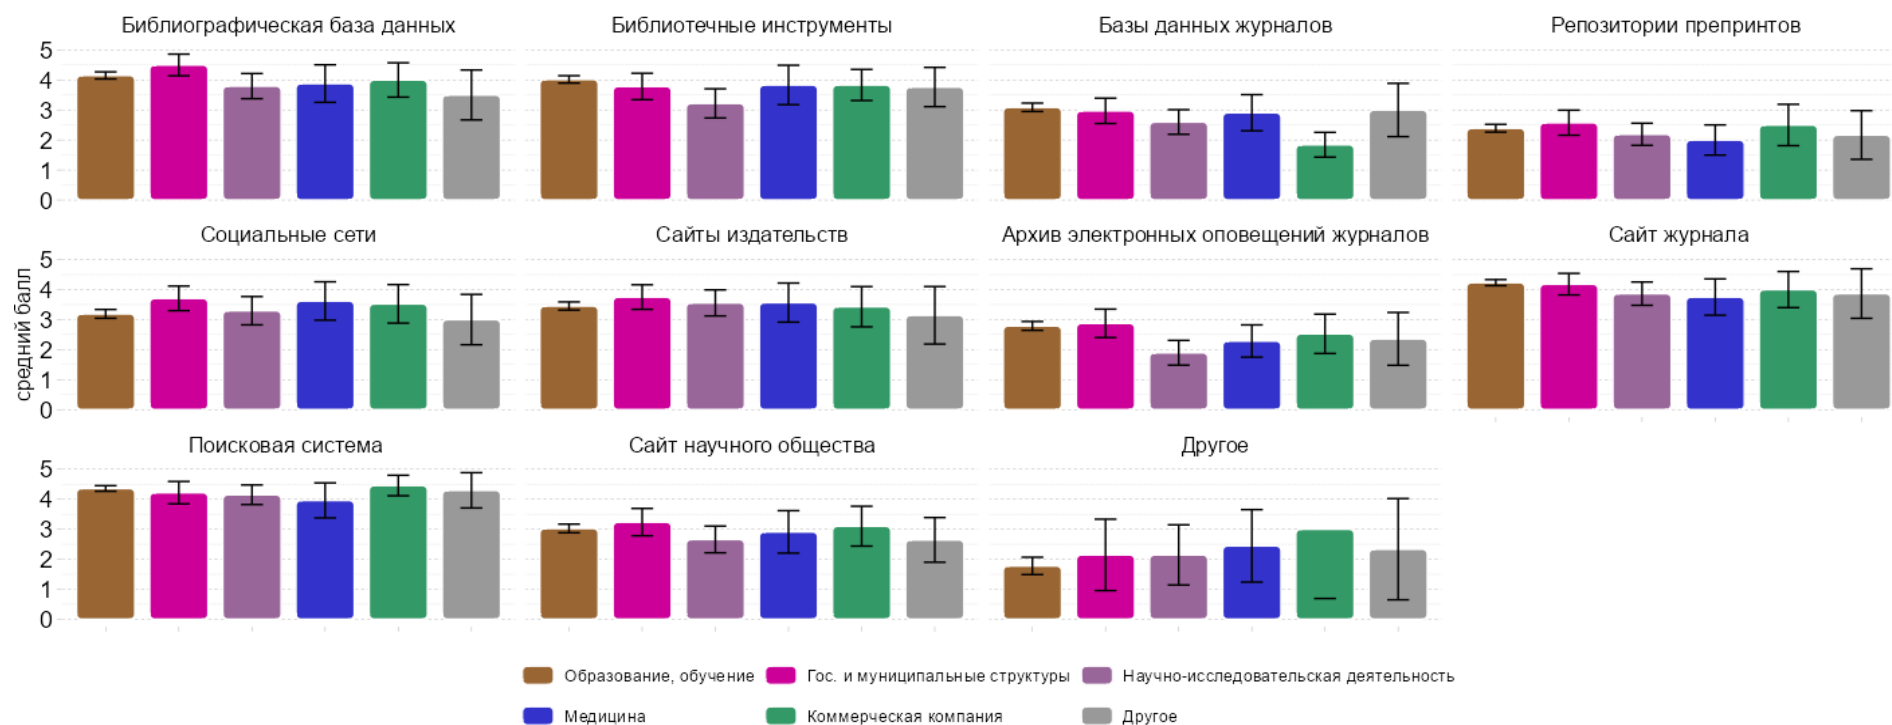 Библиографическая база данных
Библиотечные инструменты
Базы данных журналов
Репозитории препринтов
5
4
3
2
1
0
Социальные сети
Сайты издательств
Архив электронных оповещений журналов
Сайт журнала
средний балл
5
4
3
2
1
0
Поисковая система
Сайт научного общества
Другое
5
4
3
2
1
0
Образование, обучение
Гос. и муниципальные структуры
Научно-исследовательская деятельность
Медицина
Коммерческая компания
Другое